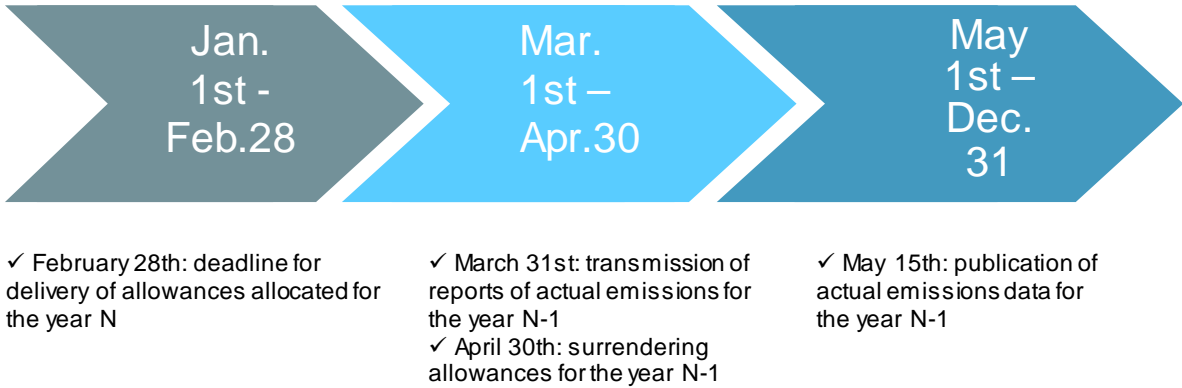 Jan.
1st -
Feb.28
Mar.
1st –
Apr.30
May
1st –
Dec.
31
✓ February 28th: deadline for
delivery of allowances allocated for
the year N
✓ March 31st: transmission of
reports of actual emissions for
the year N-1
✓ April 30th: surrendering
allowances for the year N-1
✓ May 15th: publication of
actual emissions data for
the year N-1